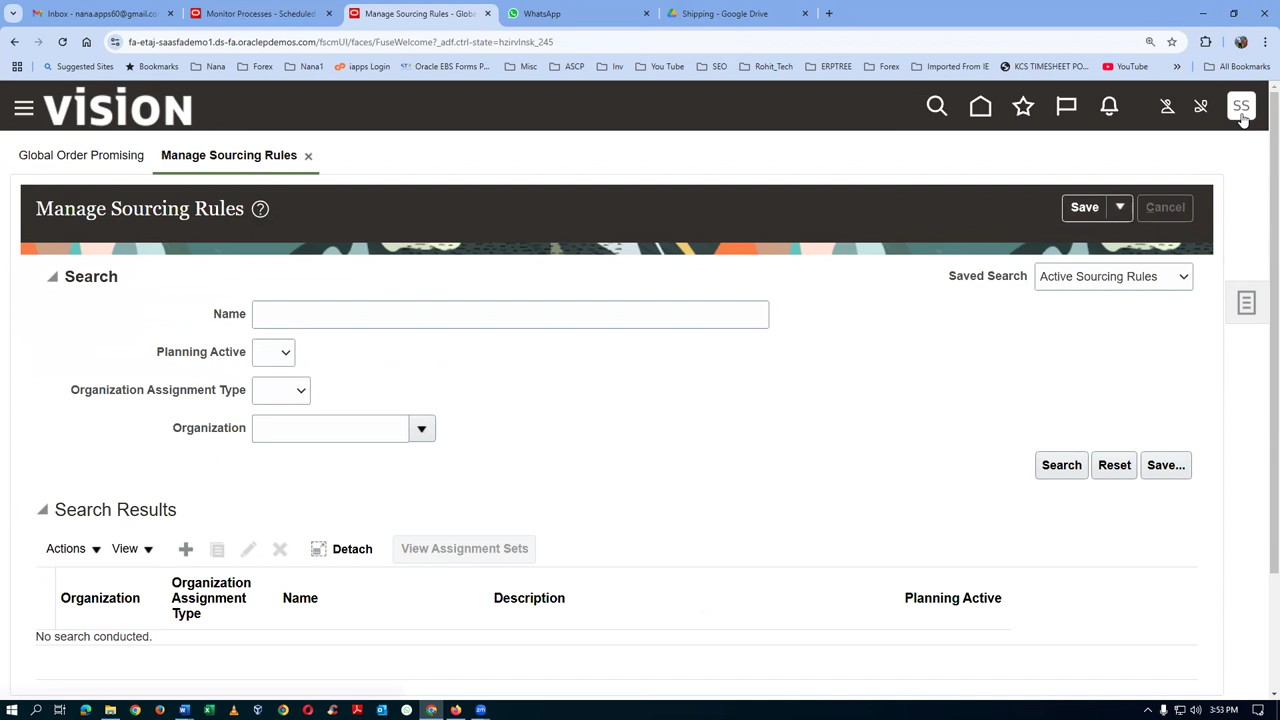 Inbox - nana.apps60@gmail.co
Monitor Processes - Scheduled
Manage Sourcing Rules - Globa
WhatsApp
Shipping - Google Drive
fa-etaj-saasfademo1.ds-fa.oraclepdemos.com/fscmUI/faces/FuseWelcome?_adf.ctrl-state=hzirvlnsk_245
Suggested Sites
Bookmarks
Nana
Forex
Nana1
iapps Login
Oracle EBS Forms P...
Misc
ASCP
Inv
You Tube
SEO
Rohit_Tech
ERPTREE
Forex
Imported From IE
KCS TIMESHEET PO...
YouTube
All Bookmarks
vision
SS
Global Order Promising
Manage Sourcing Rules
Manage Sourcing Rules
Save
Cancel
Search
Saved Search
Active Sourcing Rules
Name
Planning Active
Organization Assignment Type
Organization
Search
Reset
Save...
Search Results
Actions
View
Detach
View Assignment Sets
Organization
Organization
Assignment
Type
Name
Description
Planning Active
No search conducted.
3:53 PM